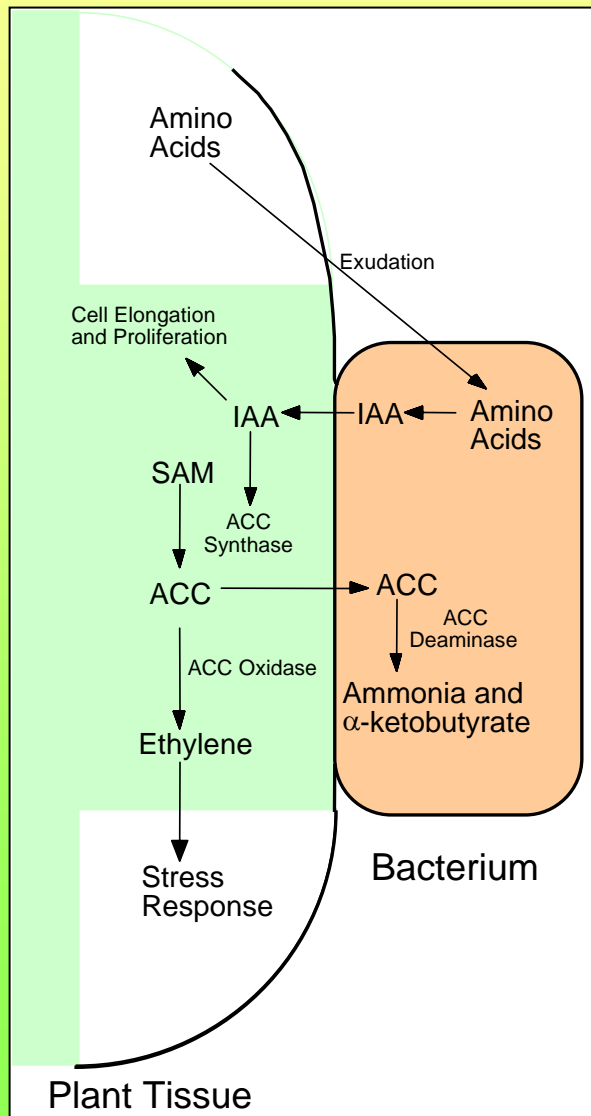 Amino
Acids
Exudation
Cell Elongation
and Proliferation
IAA
IAA
Amino
Acids
SAM
ACC
Synthase
ACC
ACC
ACC
Deaminase
ACC Oxidase
Ammonia and
α-ketobutyrate
Ethylene
Bacterium
Stress
Response
Plant Tissue